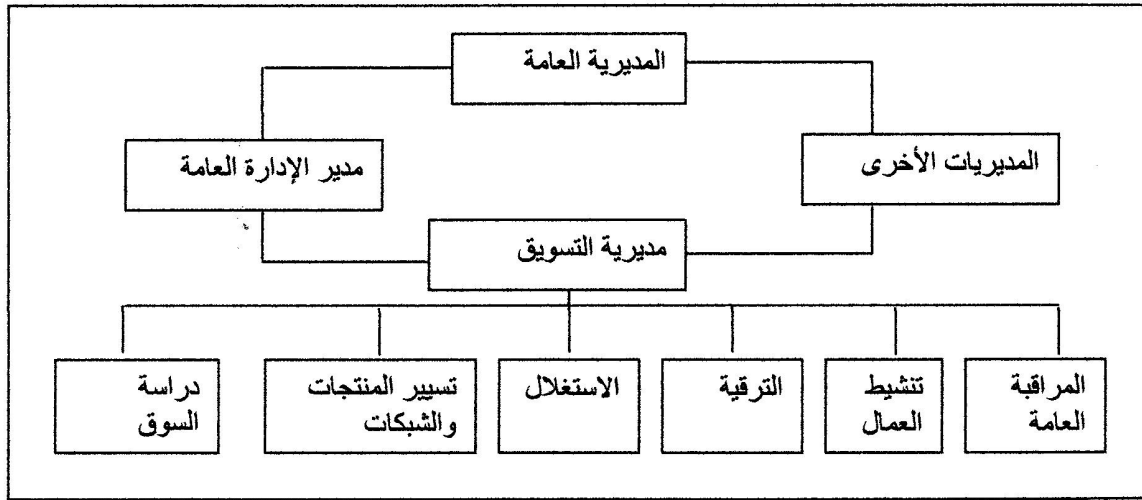 المديرية العامة
المديريات الأخرى
مدير الإدارة العامة
مديرية التسويق
المراقبة
العامة
تنشيط
العمال
الترقية
الاستغلال
تسيير المنتجات
والشبكات
دراسة
السوق